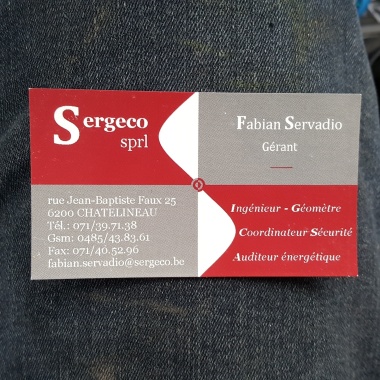 Sergeco
sprl
Fabian Servadio
Gérant
rue Jean-Baptiste Faux 25
6200 CHATELINEAU
Tél.: 071/39.71.38
Gsm: 0485/43.83.61
Fax: 071/46.52.96
fabian.servadio@sergeco.be
Ingénieur - Géomètre
Coordinateur Sécurité
Auditeur énergétique